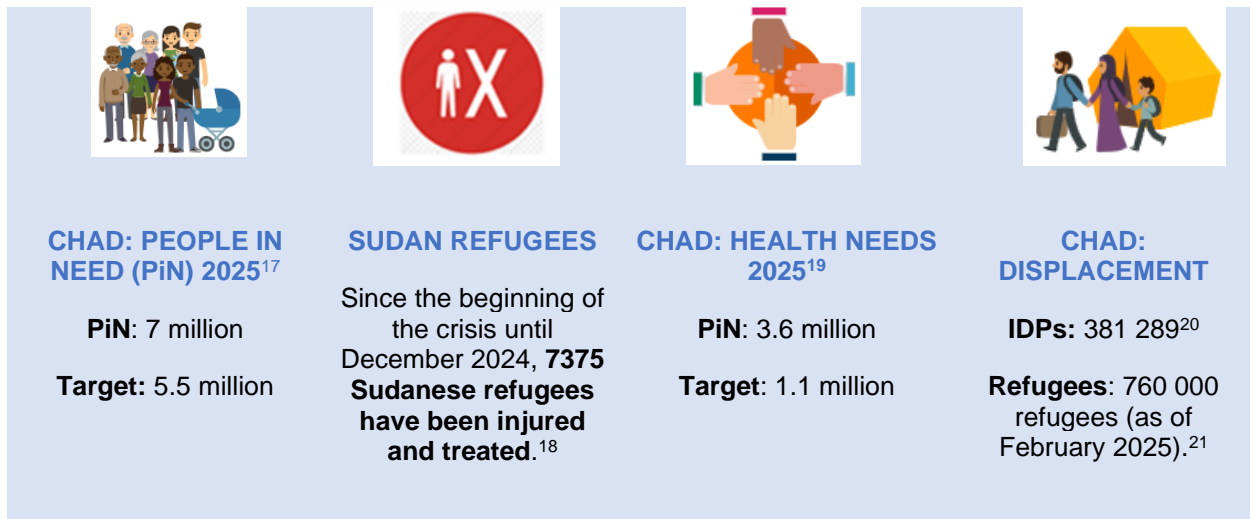 X
CHAD: PEOPLE IN
NEED (PiN) 2025¹⁷
PiN: 7 million
Target: 5.5 million
SUDAN REFUGEES
Since the beginning of
the crisis until
December 2024, 7375
Sudanese refugees
have been injured
and treated.¹⁸
CHAD: HEALTH NEEDS
2025¹⁹
PiN: 3.6 million
Target: 1.1 million
CHAD:
DISPLACEMENT
IDPs: 381 289²⁰
Refugees: 760 000
refugees (as of
February 2025).²¹